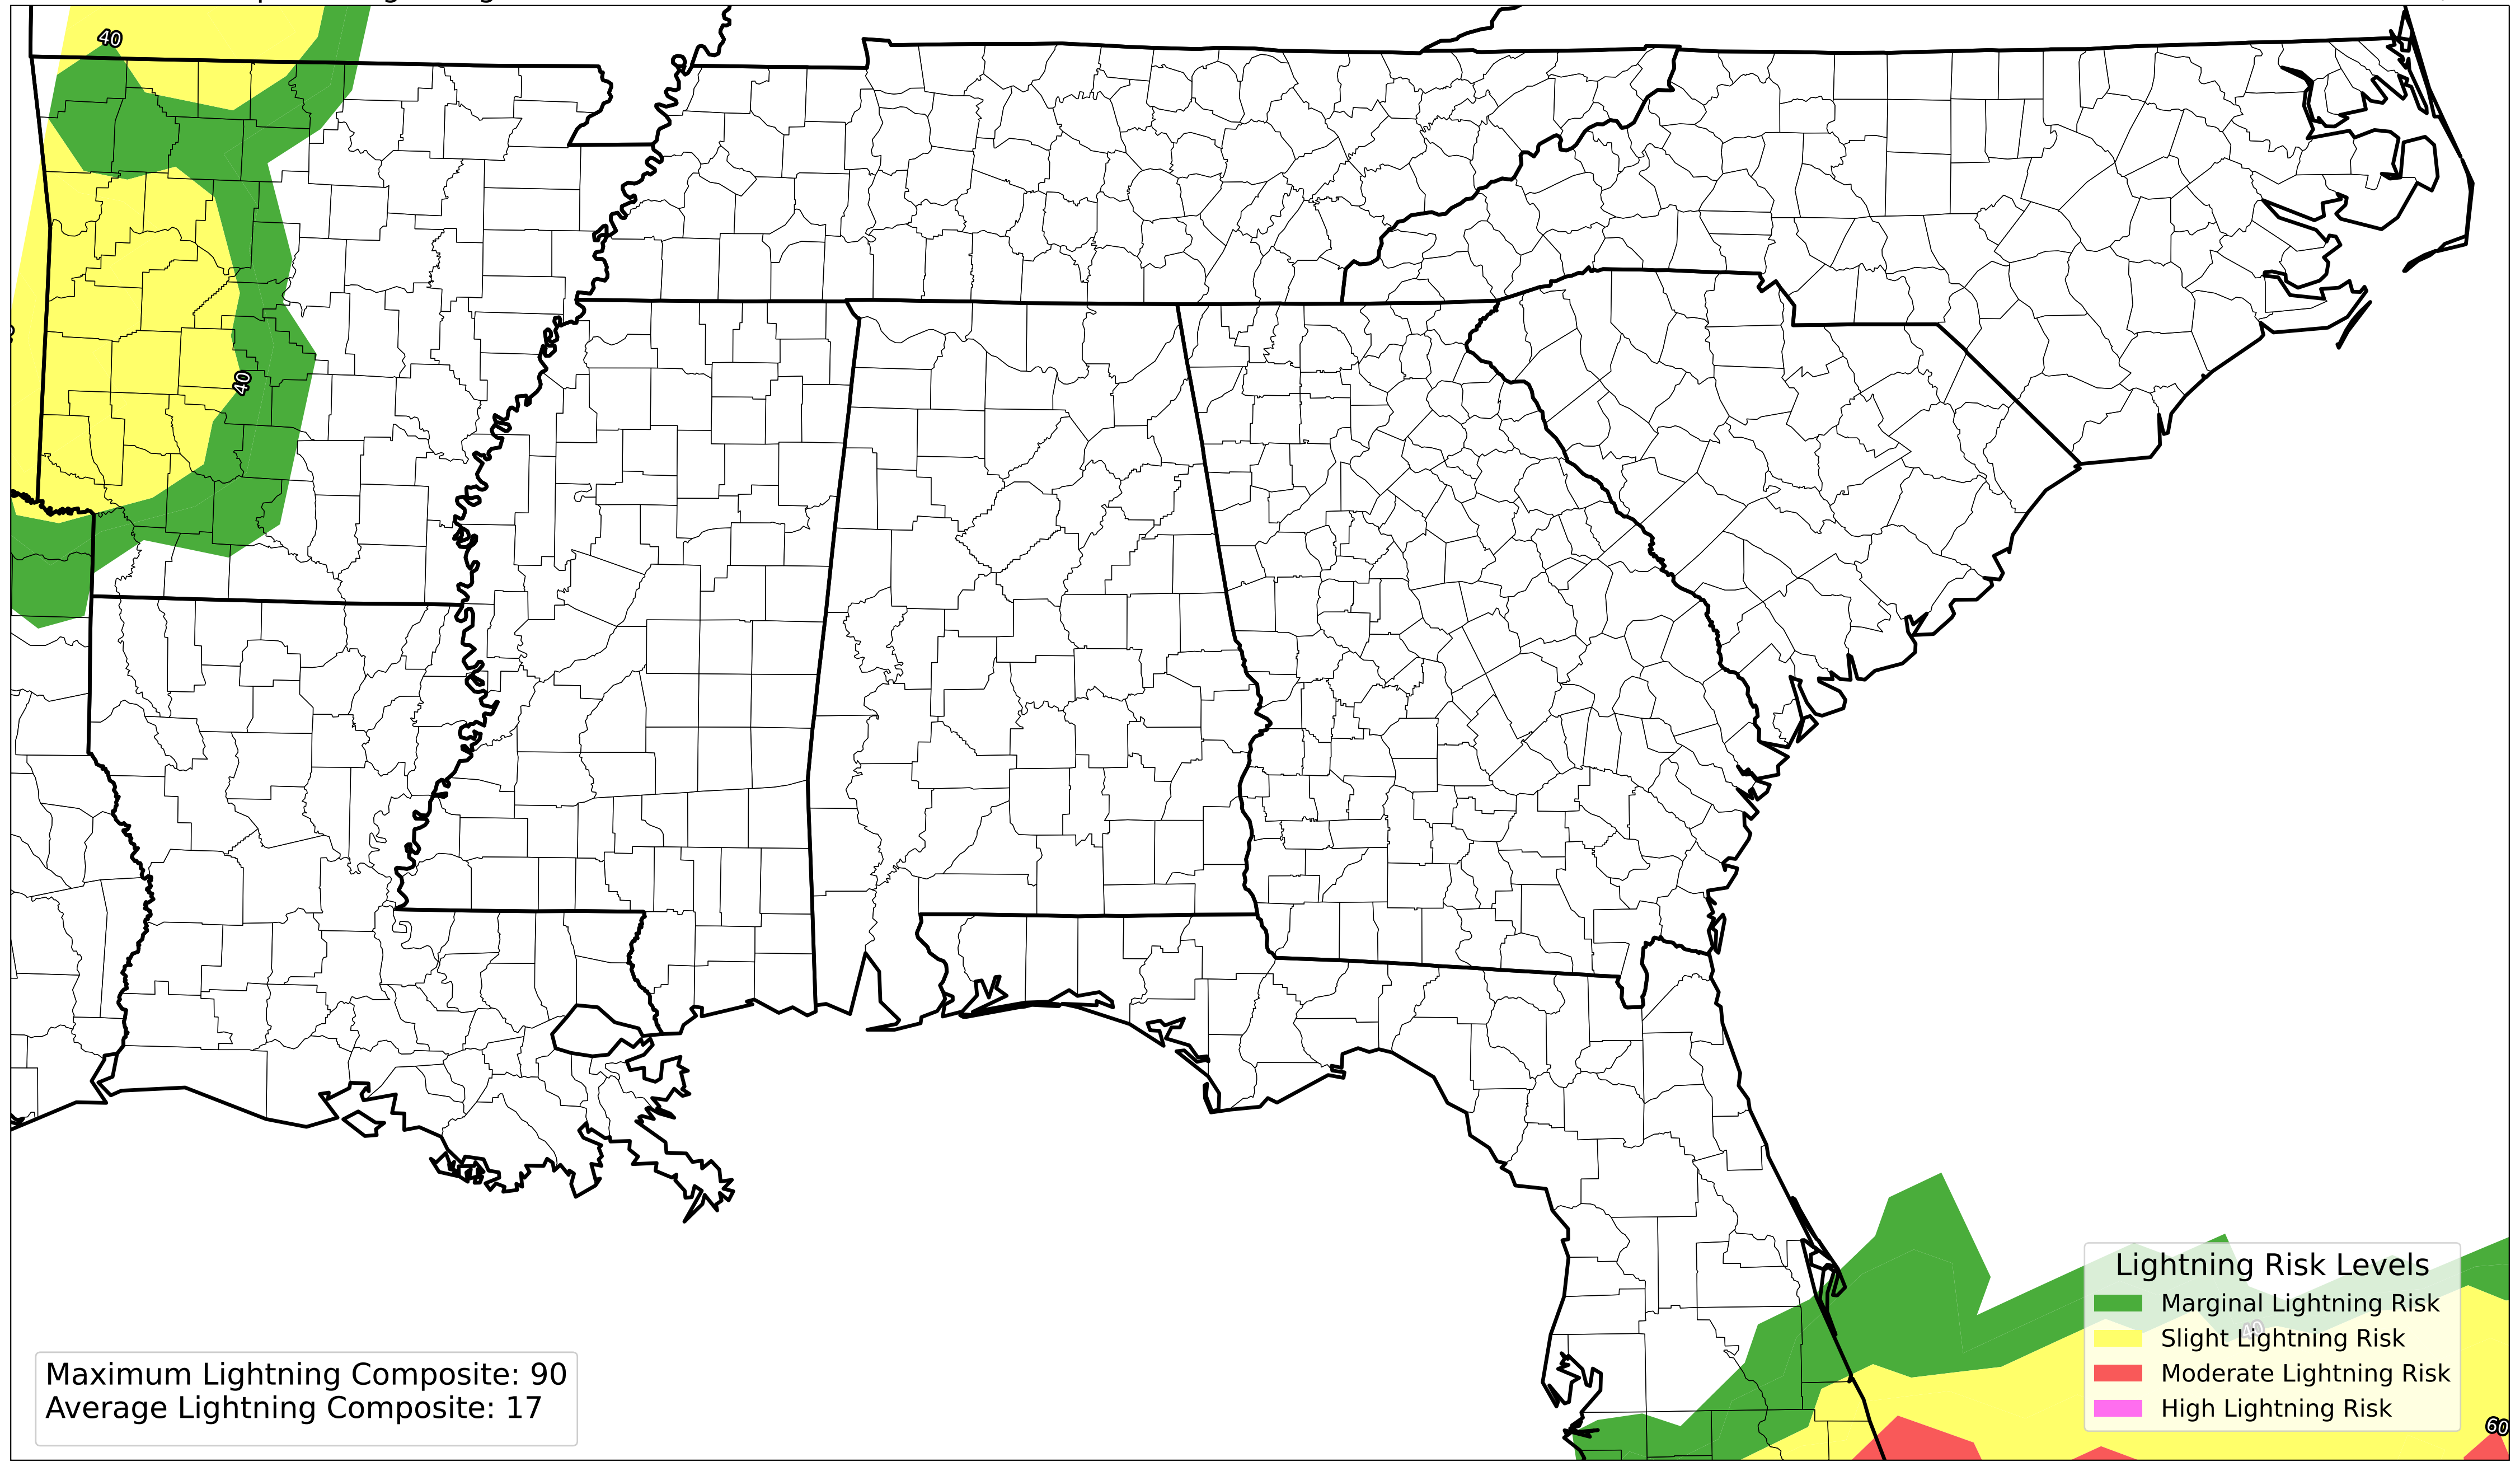 40
40
Lightning Risk Levels
Marginal Lightning Risk
40
Slight Lightning Risk
Moderate Lightning Risk
High Lightning Risk
60
Maximum Lightning Composite: 90
Average Lightning Composite: 17